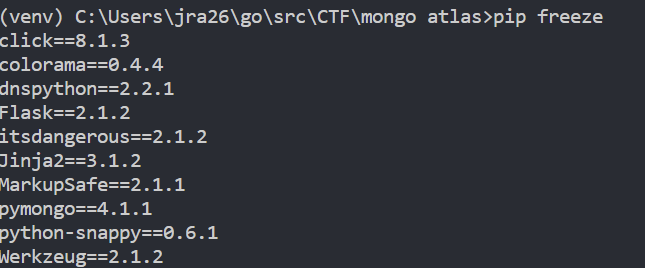 (venv) C:\Users\jra26\go\src\CTF\mongo atlas>pip freeze
click==8.1.3
colorama==0.4.4
dnspython==2.2.1
Flask==2.1.2
itsdangerous==2.1.2
Jinja2==3.1.2
MarkupSafe==2.1.1
pymongo==4.1.1
python-snappy==0.6.1
Werkzeug==2.1.2